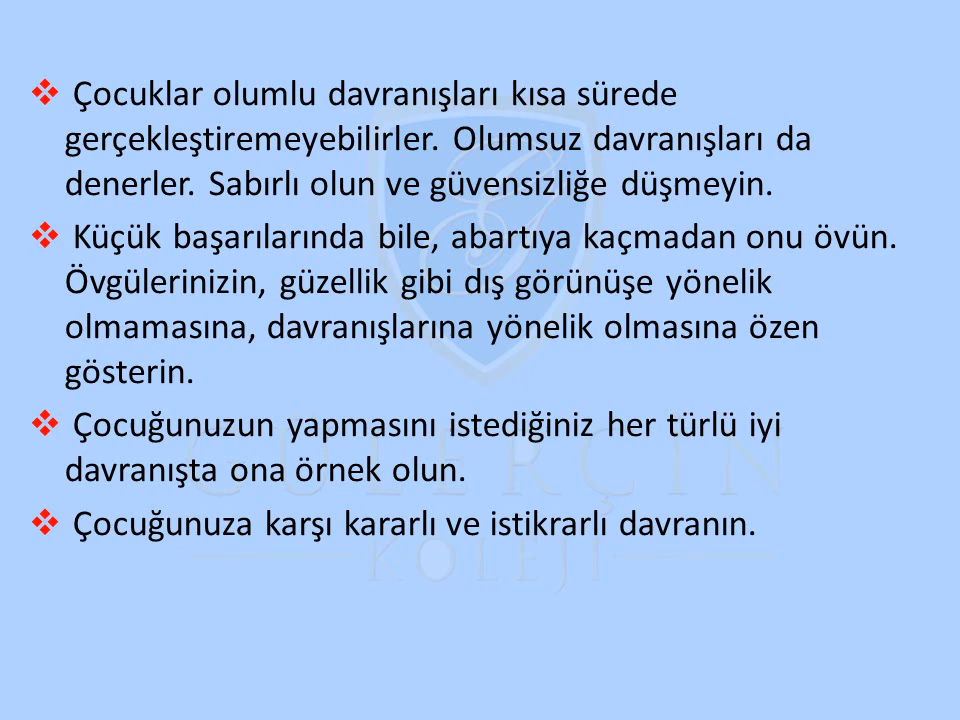 ❖ Çocuklar olumlu davranışları kısa sürede
gerçekleştiremeyebilirler. Olumsuz davranışları da
denerler. Sabırlı olun ve güvensizliğe düşmeyin.
❖ Küçük başarılarında bile, abartıya kaçmadan onu övün.
Övgülerinizin, güzellik gibi dış görünüşe yönelik
olmamasına, davranışlarına yönelik olmasına özen
gösterin.
❖ Çocuğunuzun yapmasını istediğiniz her türlü iyi
davranışta ona örnek olun.
GÜLERÇİN
❖ Çocuğunuza karşı kararlı ve istikrarlı davranın.
KOLEJİ